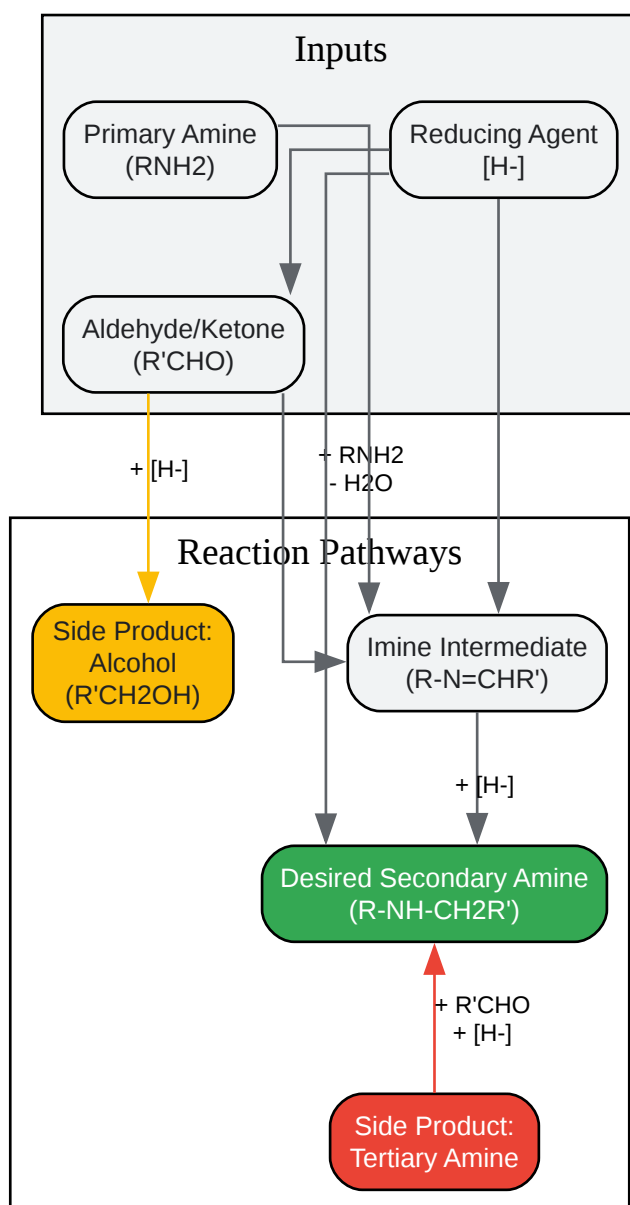 Inputs
Primary Amine
(RNH2)
Reducing Agent
[H-]
Aldehyde/Ketone
(R'CHO)
+ [H-]
+ RNH2
- H2O
Reaction Pathways
Side Product:
Alcohol
(R'CH2OH)
Imine Intermediate
(R-N=CHR')
+ [H-]
Desired Secondary Amine
(R-NH-CH2R')
+ R'CHO
+ [H-]
Side Product:
Tertiary Amine